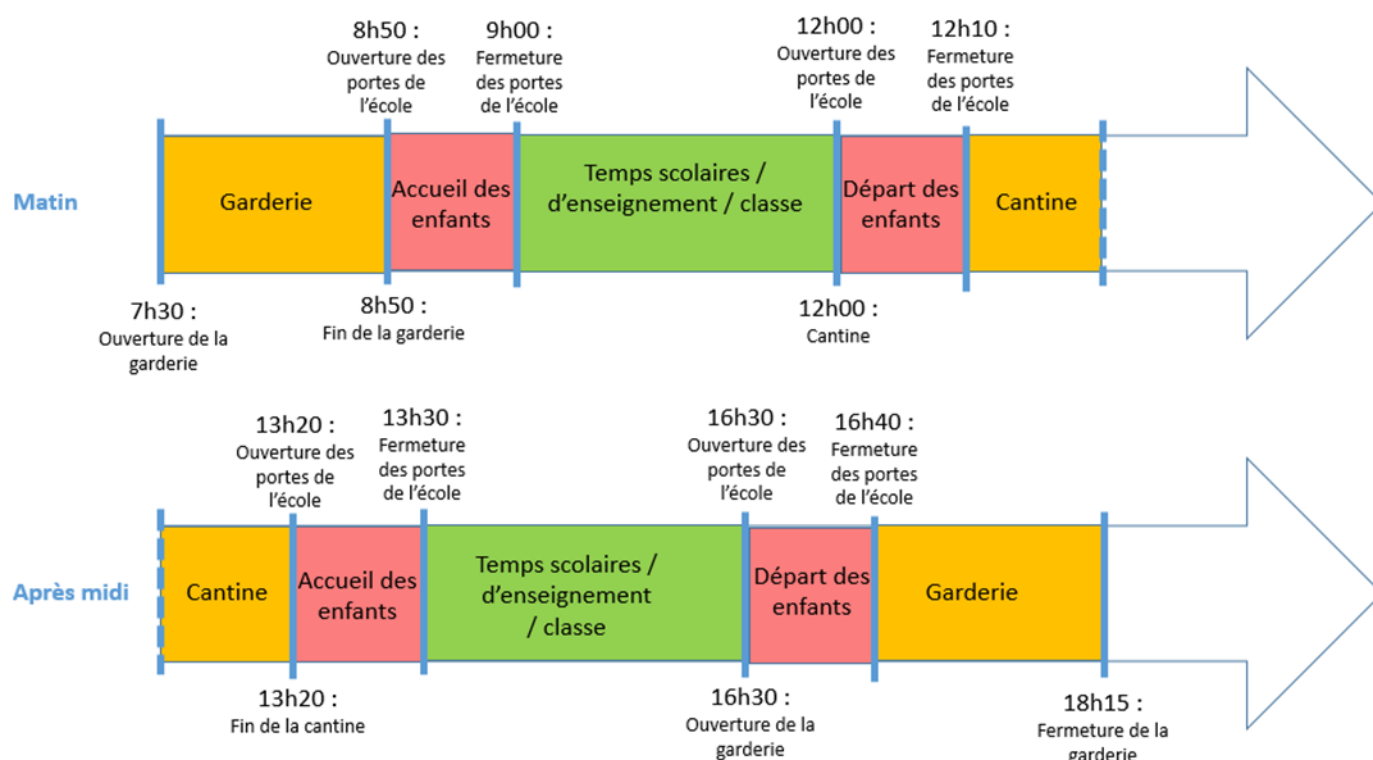 8h50 :
Ouverture des
portes de
l’école
9h00 :
Fermeture
des portes
de l’école
12h00 :
Ouverture des
portes de
l’école
12h10 :
Fermeture
des portes
de l’école
Matin
Garderie
Accueil des
enfants
Temps scolaires /
d’enseignement / classe
Départ des
enfants
Cantine
7h30 :
Ouverture de la
garderie
8h50 :
Fin de la garderie
12h00 :
Cantine
13h20 :
Ouverture des
portes de
l’école
13h30 :
Fermeture
des portes
de l’école
16h30 :
Ouverture des
portes de
l’école
16h40 :
Fermeture
des portes
de l’école
Après midi
Cantine
Accueil des
enfants
Temps scolaires /
d’enseignement
/ classe
Départ des
enfants
Garderie
13h20 :
Fin de la cantine
16h30 :
Ouverture de la
garderie
18h15 :
Fermeture de la
garderie